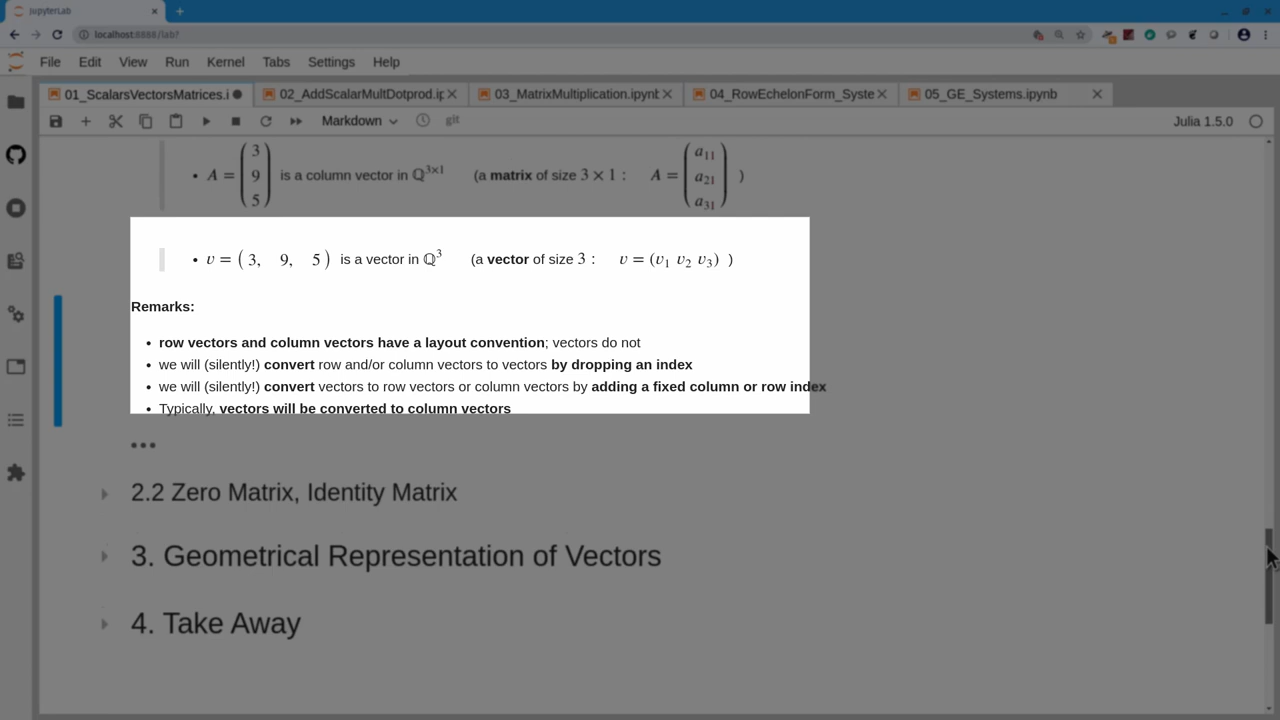 JupyterLab
localhost:8888/lab?
File Edit View Run Kernel Tabs Settings Help
01_ScalarsVectorsMatrices.i 02_AddScalarMultDotprod.ip 03_MatrixMultiplication.ipynb 04_RowEchelonForm_Syste 05_GE_Systems.ipynb
Markdown git Julia 1.5.0
• A = ( 3 9 5 ) is a column vector in ℚ³ˣ¹ (a matrix of size 3 × 1 : A = ( a₁₁ a₂₁ a₃₁ ) )
• v = ( 3, 9, 5 ) is a vector in ℚ³ (a vector of size 3 : v = (v₁ v₂ v₃) )
Remarks:
• row vectors and column vectors have a layout convention; vectors do not
• we will (silently!) convert row and/or column vectors to vectors by dropping an index
• we will (silently!) convert vectors to row vectors or column vectors by adding a fixed column or row index
• Typically, vectors will be converted to column vectors
•••
2.2 Zero Matrix, Identity Matrix
3. Geometrical Representation of Vectors
4. Take Away